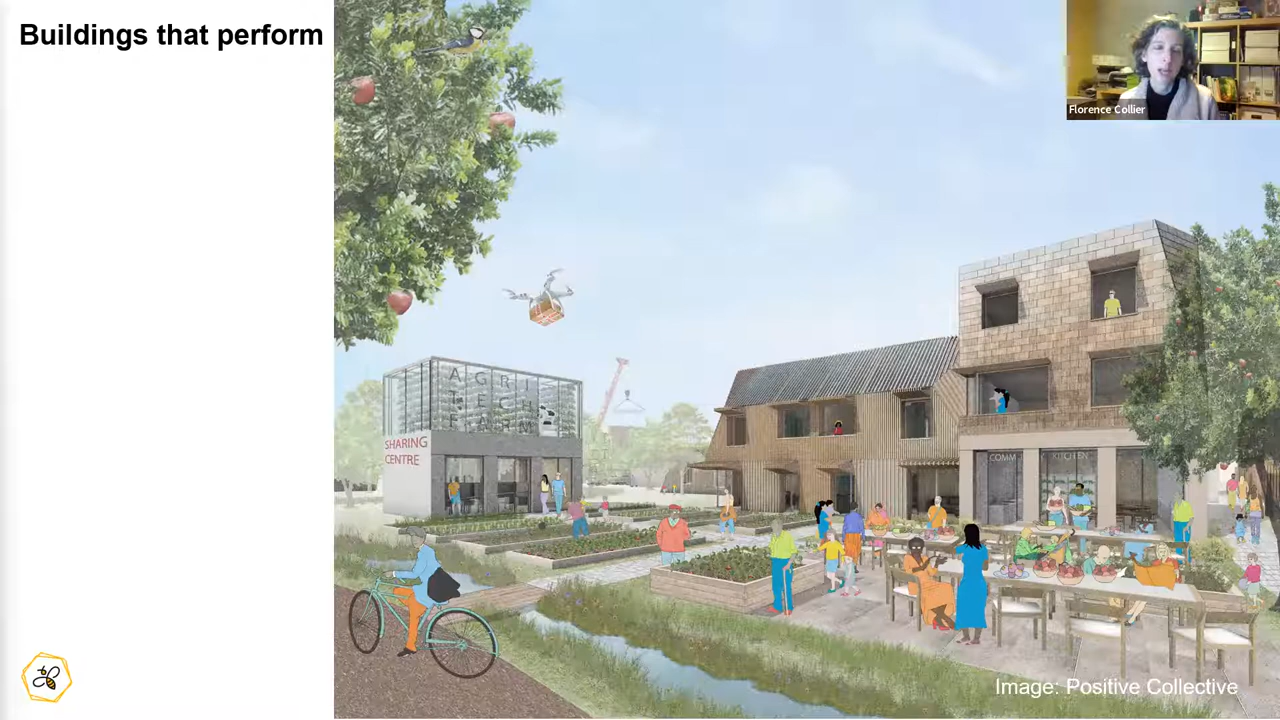 Buildings that perform
Florence Collier
AGRI
TECH
FARM
SHARING
CENTRE
COMM
KITCHEN
Image: Positive Collective